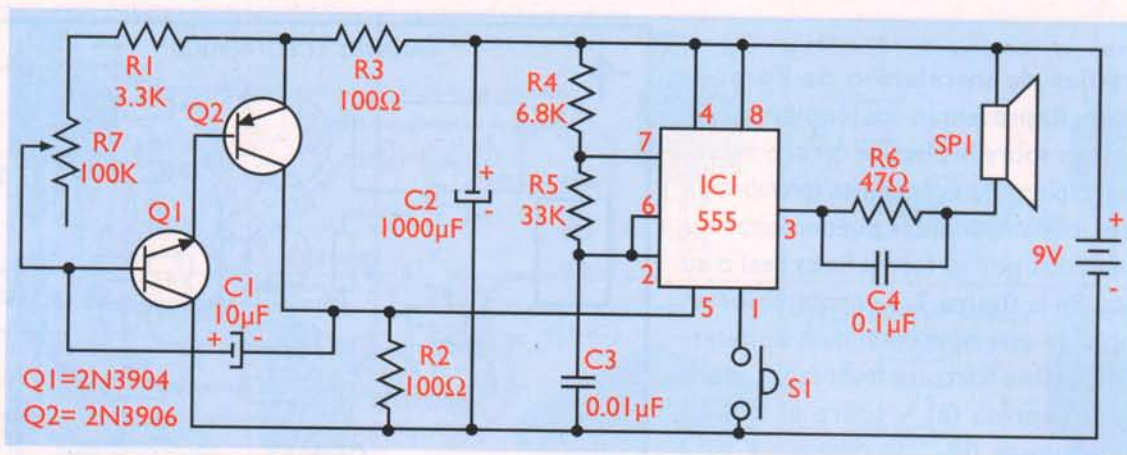 R1
3.3K
R3
100Ω
Q2
R7
100K
Q1
C1
10μF
+
-
Q1=2N3904
Q2= 2N3906
C2
1000μF
+
-
R2
100Ω
R4
6.8K
R5
33K
C3
0.01μF
4
8
7
6
2
IC1
555
3
5
1
R6
47Ω
C4
0.1μF
SP1
S1
9V
+
-